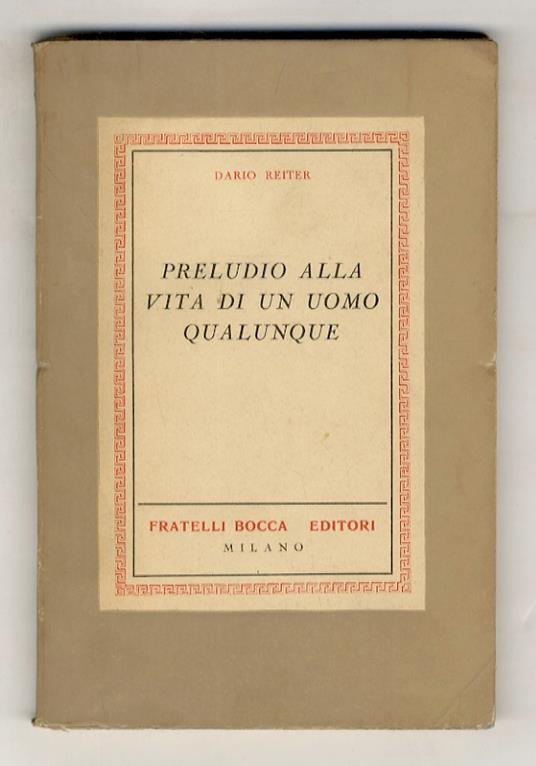 DARIO REITER
PRELUDIO ALLA
VITA DI UN UOMO
QUALUNQUE
FRATELLI BOCCA EDITORI
MILANO